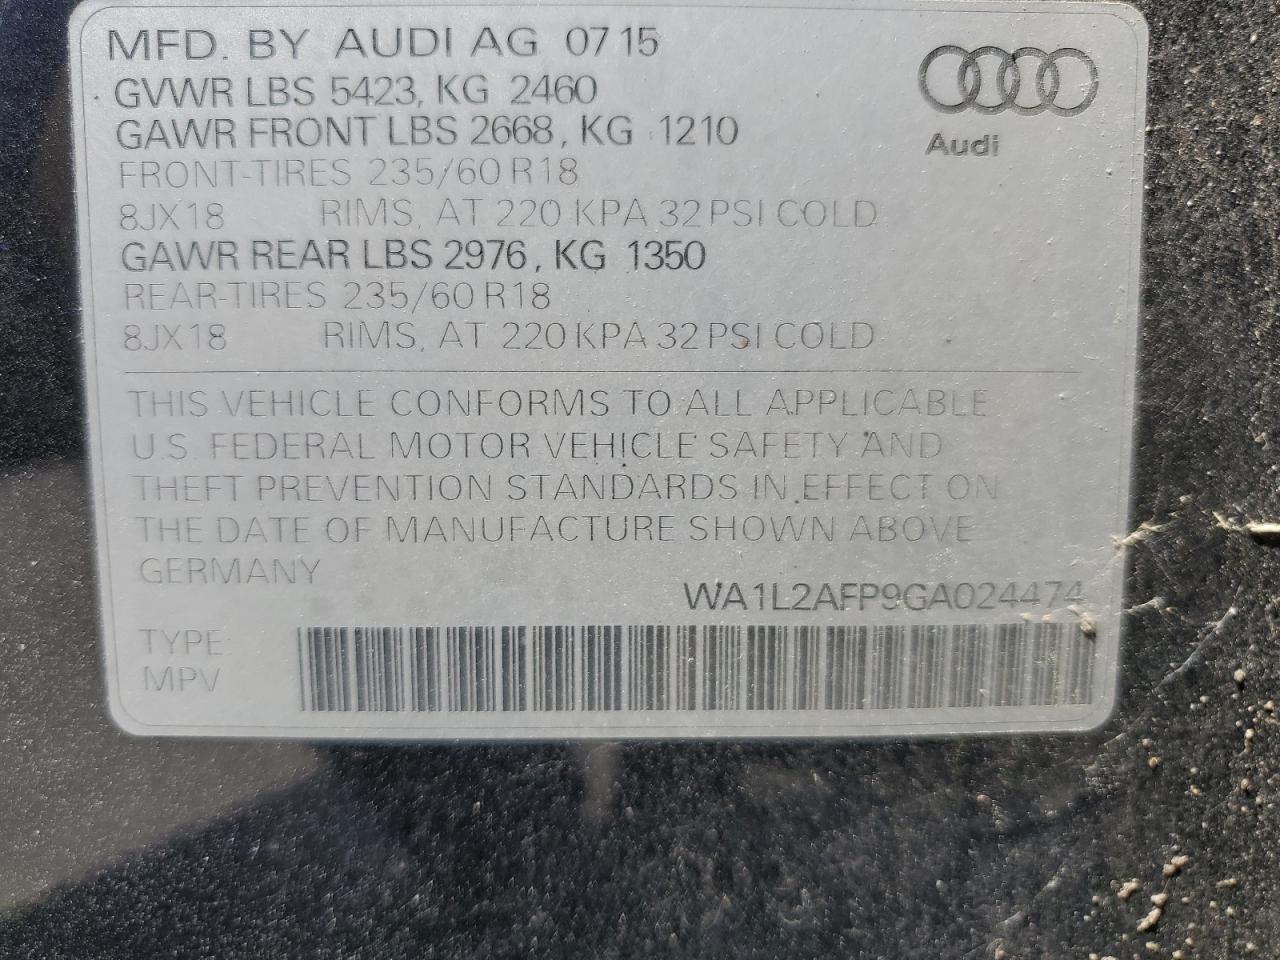 MFD. BY AUDI AG 07 15
GVWR LBS 5423, KG 2460
GAWR FRONT LBS 2668, KG 1210
FRONT-TIRES 235/60 R18
8JX18 RIMS, AT 220 KPA 32 PSI COLD
GAWR REAR LBS 2976, KG 1350
REAR-TIRES 235/60 R18
8JX18 RIMS, AT 220 KPA 32 PSI COLD
Audi
THIS VEHICLE CONFORMS TO ALL APPLICABLE
U.S. FEDERAL MOTOR VEHICLE SAFETY AND
THEFT PREVENTION STANDARDS IN EFFECT ON
THE DATE OF MANUFACTURE SHOWN ABOVE
GERMANY
WA1L2AFP9GA024474
TYPE
MPV